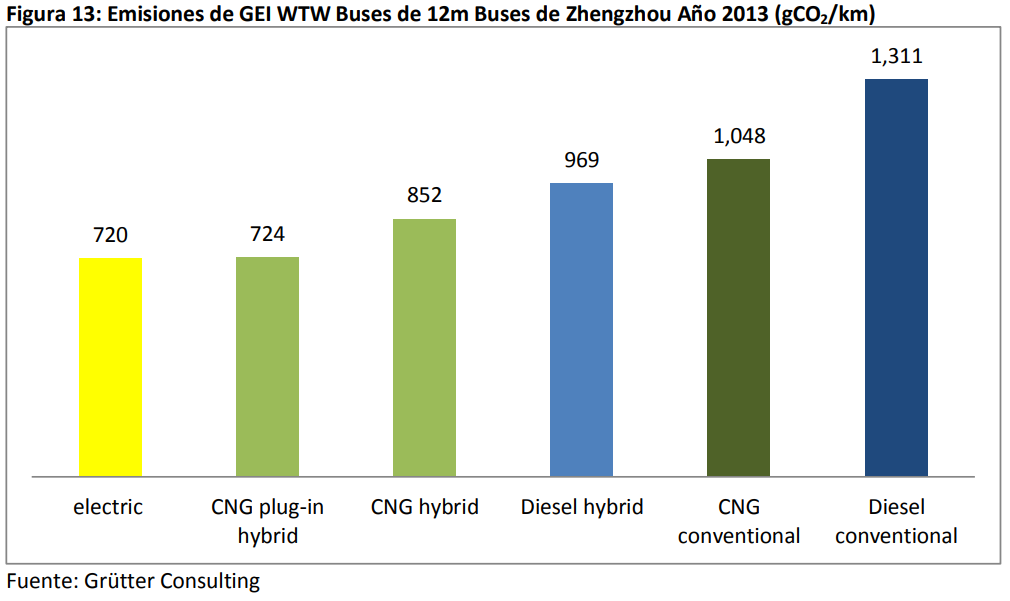 Figura 13: Emisiones de GEI WTW Buses de 12m Buses de Zhengzhou Año 2013 (gCO₂/km)
1,311
1,048
969
852
720
724
electric
CNG plug-in
hybrid
CNG hybrid
Diesel hybrid
CNG
conventional
Diesel
conventional
Fuente: Grütter Consulting